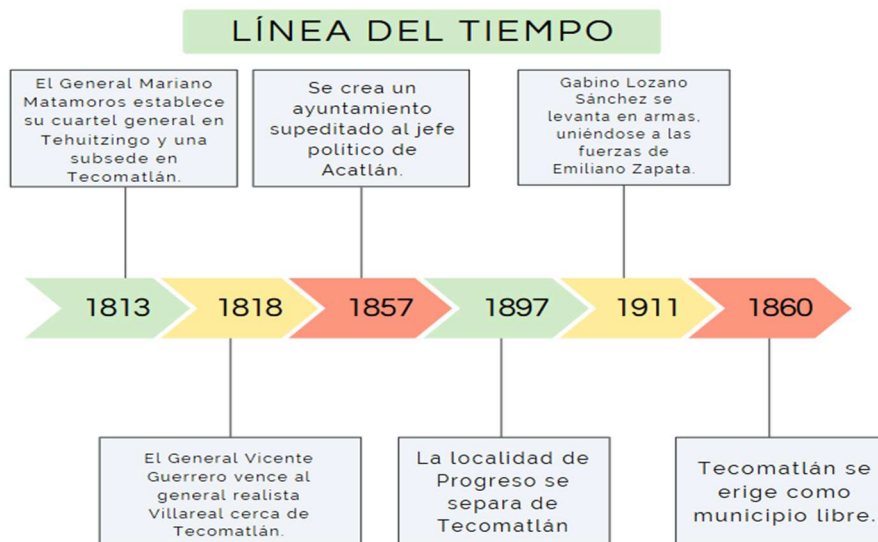 LÍNEA DEL TIEMPO
El General Mariano
Matamoros establece
su cuartel general en
Tehuitzingo y una
subsede en
Tecomatlán.
Se crea un
ayuntamiento
supeditado al jefe
político de
Acatlán.
Gabino Lozano
Sánchez se
levanta en armas,
uniéndose a las
fuerzas de
Emiliano Zapata.
1813
1818
1857
1897
1911
1860
El General Vicente
Guerrero vence al
general realista
Villareal cerca de
Tecomatlán.
La localidad de
Progreso se
separa de
Tecomatlán
Tecomatlán se
erige como
municipio libre.